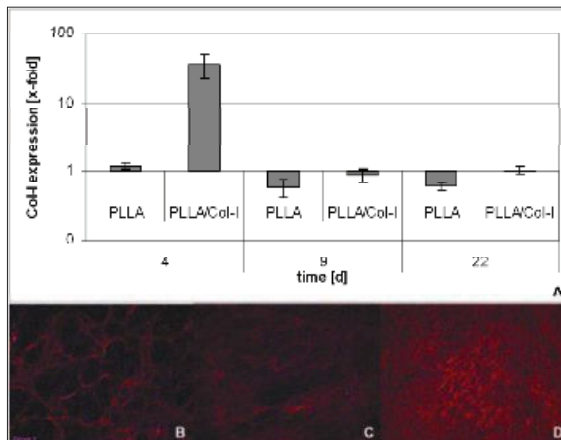 100
10
1
0
Col-I expression [x-fold]
PLLA PLLA/Col-I PLLA PLLA/Col-I PLLA PLLA/Col-I
4 9 22
time [d]
A
B C D